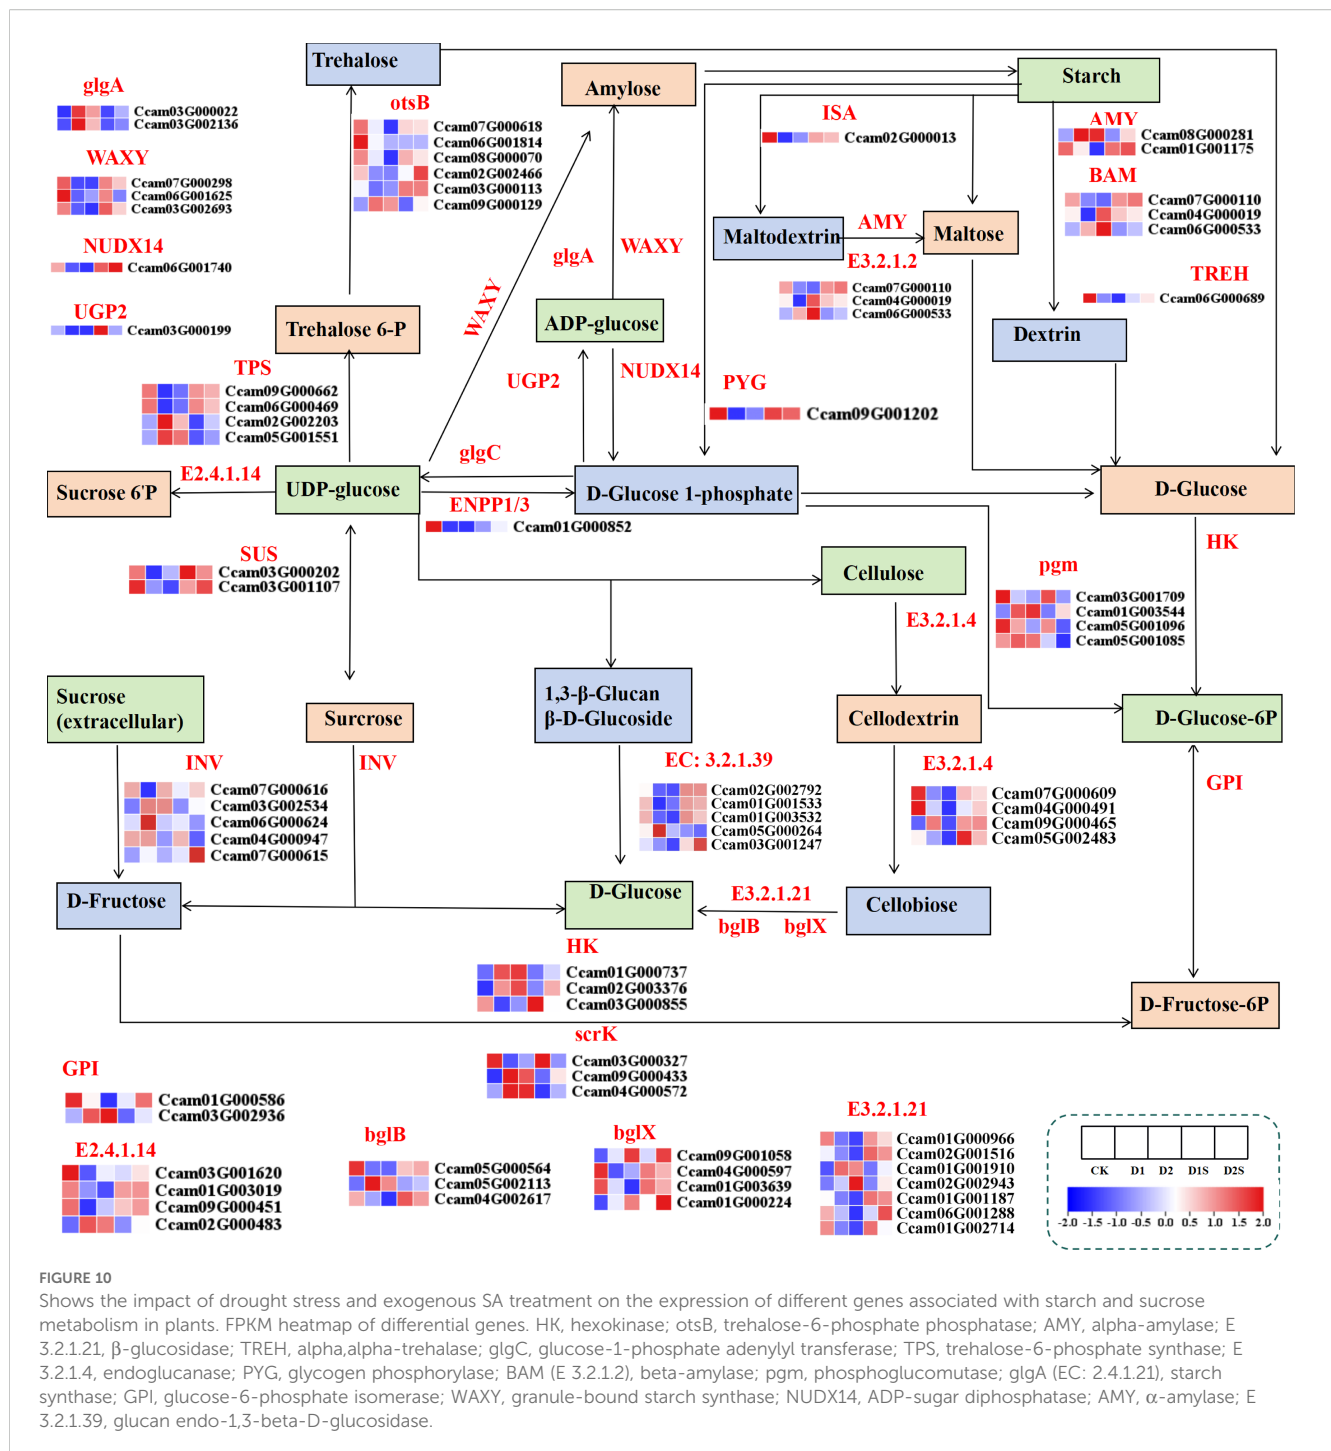 Trehalose
glgA
Ccam03G000022
Ccam03G002136
WAXY
Ccam07G000298
Ccam06G001625
Ccam03G002693
NUDX14
Ccam06G001740
UGP2
Ccam03G000199
otsB
Ccam07G000618
Ccam06G001814
Ccam08G000070
Ccam02G002466
Ccam03G000113
Ccam09G000129
Amylose
Starch
ISA
Ccam02G000013
AMY
Ccam08G000281
Ccam01G001175
BAM
Ccam07G000110
Ccam04G000019
Ccam06G000533
TREH
Ccam06G000689
Maltodextrin
AMY
Maltose
E3.2.1.2
Ccam07G000110
Ccam04G000019
Ccam06G000533
Dextrin
WAXY
glgA
WAXY
ADP-glucose
UGP2
NUDX14
Trehalose 6-P
TPS
Ccam09G000662
Ccam06G000469
Ccam02G002203
Ccam05G001551
PYG
Ccam09G001202
Sucrose 6'P
E2.4.1.14
UDP-glucose
glgC
ENPP1/3
Ccam01G000852
D-Glucose 1-phosphate
D-Glucose
HK
SUS
Ccam03G000202
Ccam03G001107
Cellulose
E3.2.1.4
pgm
Ccam03G001709
Ccam01G003544
Ccam05G001096
Ccam05G001085
Sucrose
(extracellular)
Surcrose
1,3-β-Glucan
β-D-Glucoside
Cellodextrin
D-Glucose-6P
INV
Ccam07G000616
Ccam03G002534
Ccam06G000624
Ccam04G000947
Ccam07G000615
INV
EC: 3.2.1.39
Ccam02G002792
Ccam01G001533
Ccam01G003532
Ccam05G000264
Ccam03G001247
E3.2.1.4
Ccam07G000609
Ccam04G000491
Ccam09G000465
Ccam05G002483
GPI
D-Fructose
D-Glucose
E3.2.1.21
bglB bglX
Cellobiose
HK
Ccam01G000737
Ccam02G003376
Ccam03G000855
D-Fructose-6P
scrK
Ccam03G000327
Ccam09G000433
Ccam04G000572
GPI
Ccam01G000586
Ccam03G002936
E2.4.1.14
Ccam03G001620
Ccam01G003019
Ccam09G000451
Ccam02G000483
bglB
Ccam05G000564
Ccam05G002113
Ccam04G002617
bglX
Ccam09G001058
Ccam04G000597
Ccam01G003639
Ccam01G000224
E3.2.1.21
Ccam01G000966
Ccam02G001516
Ccam01G001910
Ccam02G002943
Ccam01G001187
Ccam06G001288
Ccam01G002714
CK D1 D2 D1S D2S
-2.0 -1.5 -1.0 -0.5 0.0 0.5 1.0 1.5 2.0
FIGURE 10
Shows the impact of drought stress and exogenous SA treatment on the expression of different genes associated with starch and sucrose
metabolism in plants. FPKM heatmap of differential genes. HK, hexokinase; otsB, trehalose-6-phosphate phosphatase; AMY, alpha-amylase; E
3.2.1.21, β-glucosidase; TREH, alpha,alpha-trehalase; glgC, glucose-1-phosphate adenylyl transferase; TPS, trehalose-6-phosphate synthase; E
3.2.1.4, endoglucanase; PYG, glycogen phosphorylase; BAM (E 3.2.1.2), beta-amylase; pgm, phosphoglucomutase; glgA (EC: 2.4.1.21), starch
synthase; GPI, glucose-6-phosphate isomerase; WAXY, granule-bound starch synthase; NUDX14, ADP-sugar diphosphatase; AMY, α-amylase; E
3.2.1.39, glucan endo-1,3-beta-D-glucosidase.